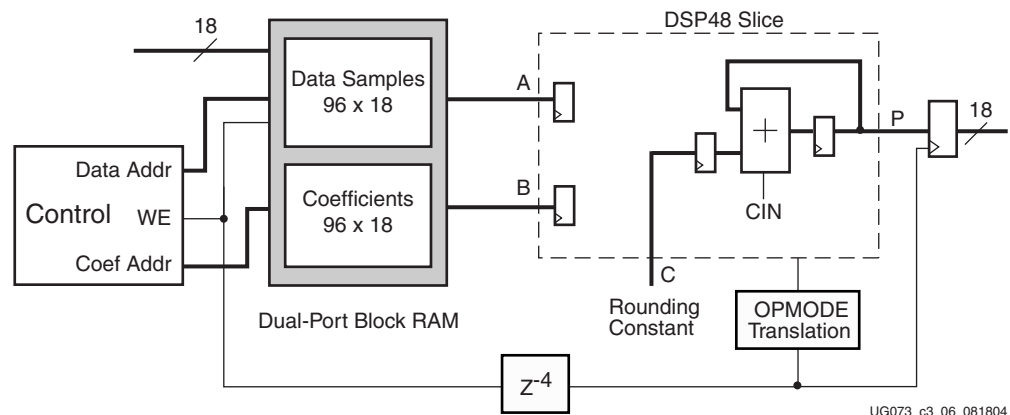 DSP48 Slice
18
Data Samples
96 x 18
A
P
18
+
Data Addr
Control
WE
Coef Addr
Coefficients
96 x 18
B
CIN
C
Rounding
Constant
OPMODE
Translation
Dual-Port Block RAM
Z-4
UG073_c3_06_081804